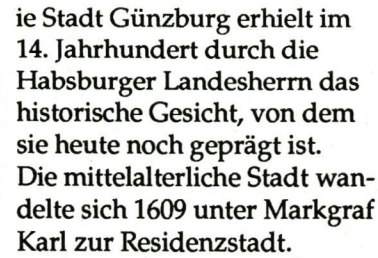 ie Stadt Günzburg erhielt im
14. Jahrhundert durch die
Habsburger Landesherrn das
historische Gesicht, von dem
sie heute noch geprägt ist.
Die mittelalterliche Stadt wan-
delte sich 1609 unter Markgraf
Karl zur Residenzstadt.